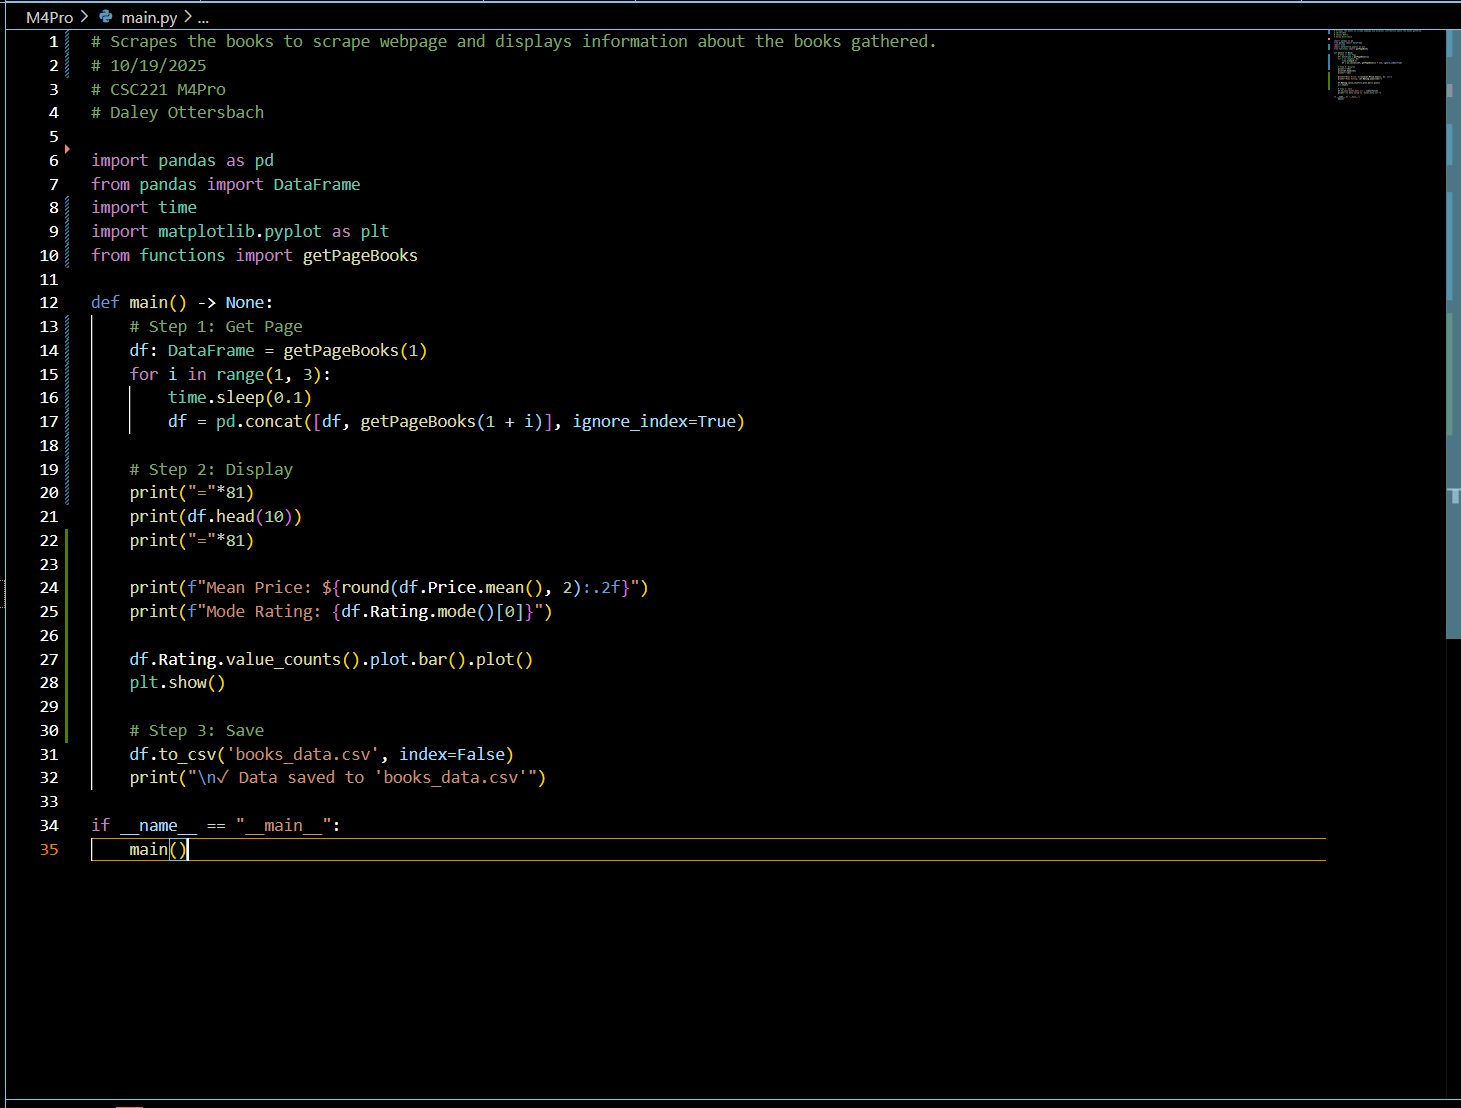 M4Pro > main.py > ...
1 # Scrapes the books to scrape webpage and displays information about the books gathered.
2 # 10/19/2025
3 # CSC221 M4Pro
4 # Daley Ottersbach
5
6 import pandas as pd
7 from pandas import DataFrame
8 import time
9 import matplotlib.pyplot as plt
10 from functions import getPageBooks
11
12 def main() -> None:
13     # Step 1: Get Page
14     df: DataFrame = getPageBooks(1)
15     for i in range(1, 3):
16         time.sleep(0.1)
17         df = pd.concat([df, getPageBooks(1 + i)], ignore_index=True)
18
19     # Step 2: Display
20     print("="*81)
21     print(df.head(10))
22     print("="*81)
23
24     print(f"Mean Price: ${round(df.Price.mean(), 2):.2f}")
25     print(f"Mode Rating: {df.Rating.mode()[0]}")
26
27     df.Rating.value_counts().plot.bar().plot()
28     plt.show()
29
30     # Step 3: Save
31     df.to_csv('books_data.csv', index=False)
32     print("\n✓ Data saved to 'books_data.csv'")
33
34 if __name__ == "__main__":
35     main()